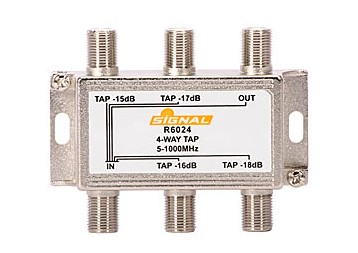 TAP -15dB TAP -17dB OUT
SIGNAL
R6024
4-WAY TAP
5-1000MHz
IN TAP -16dB TAP -18dB